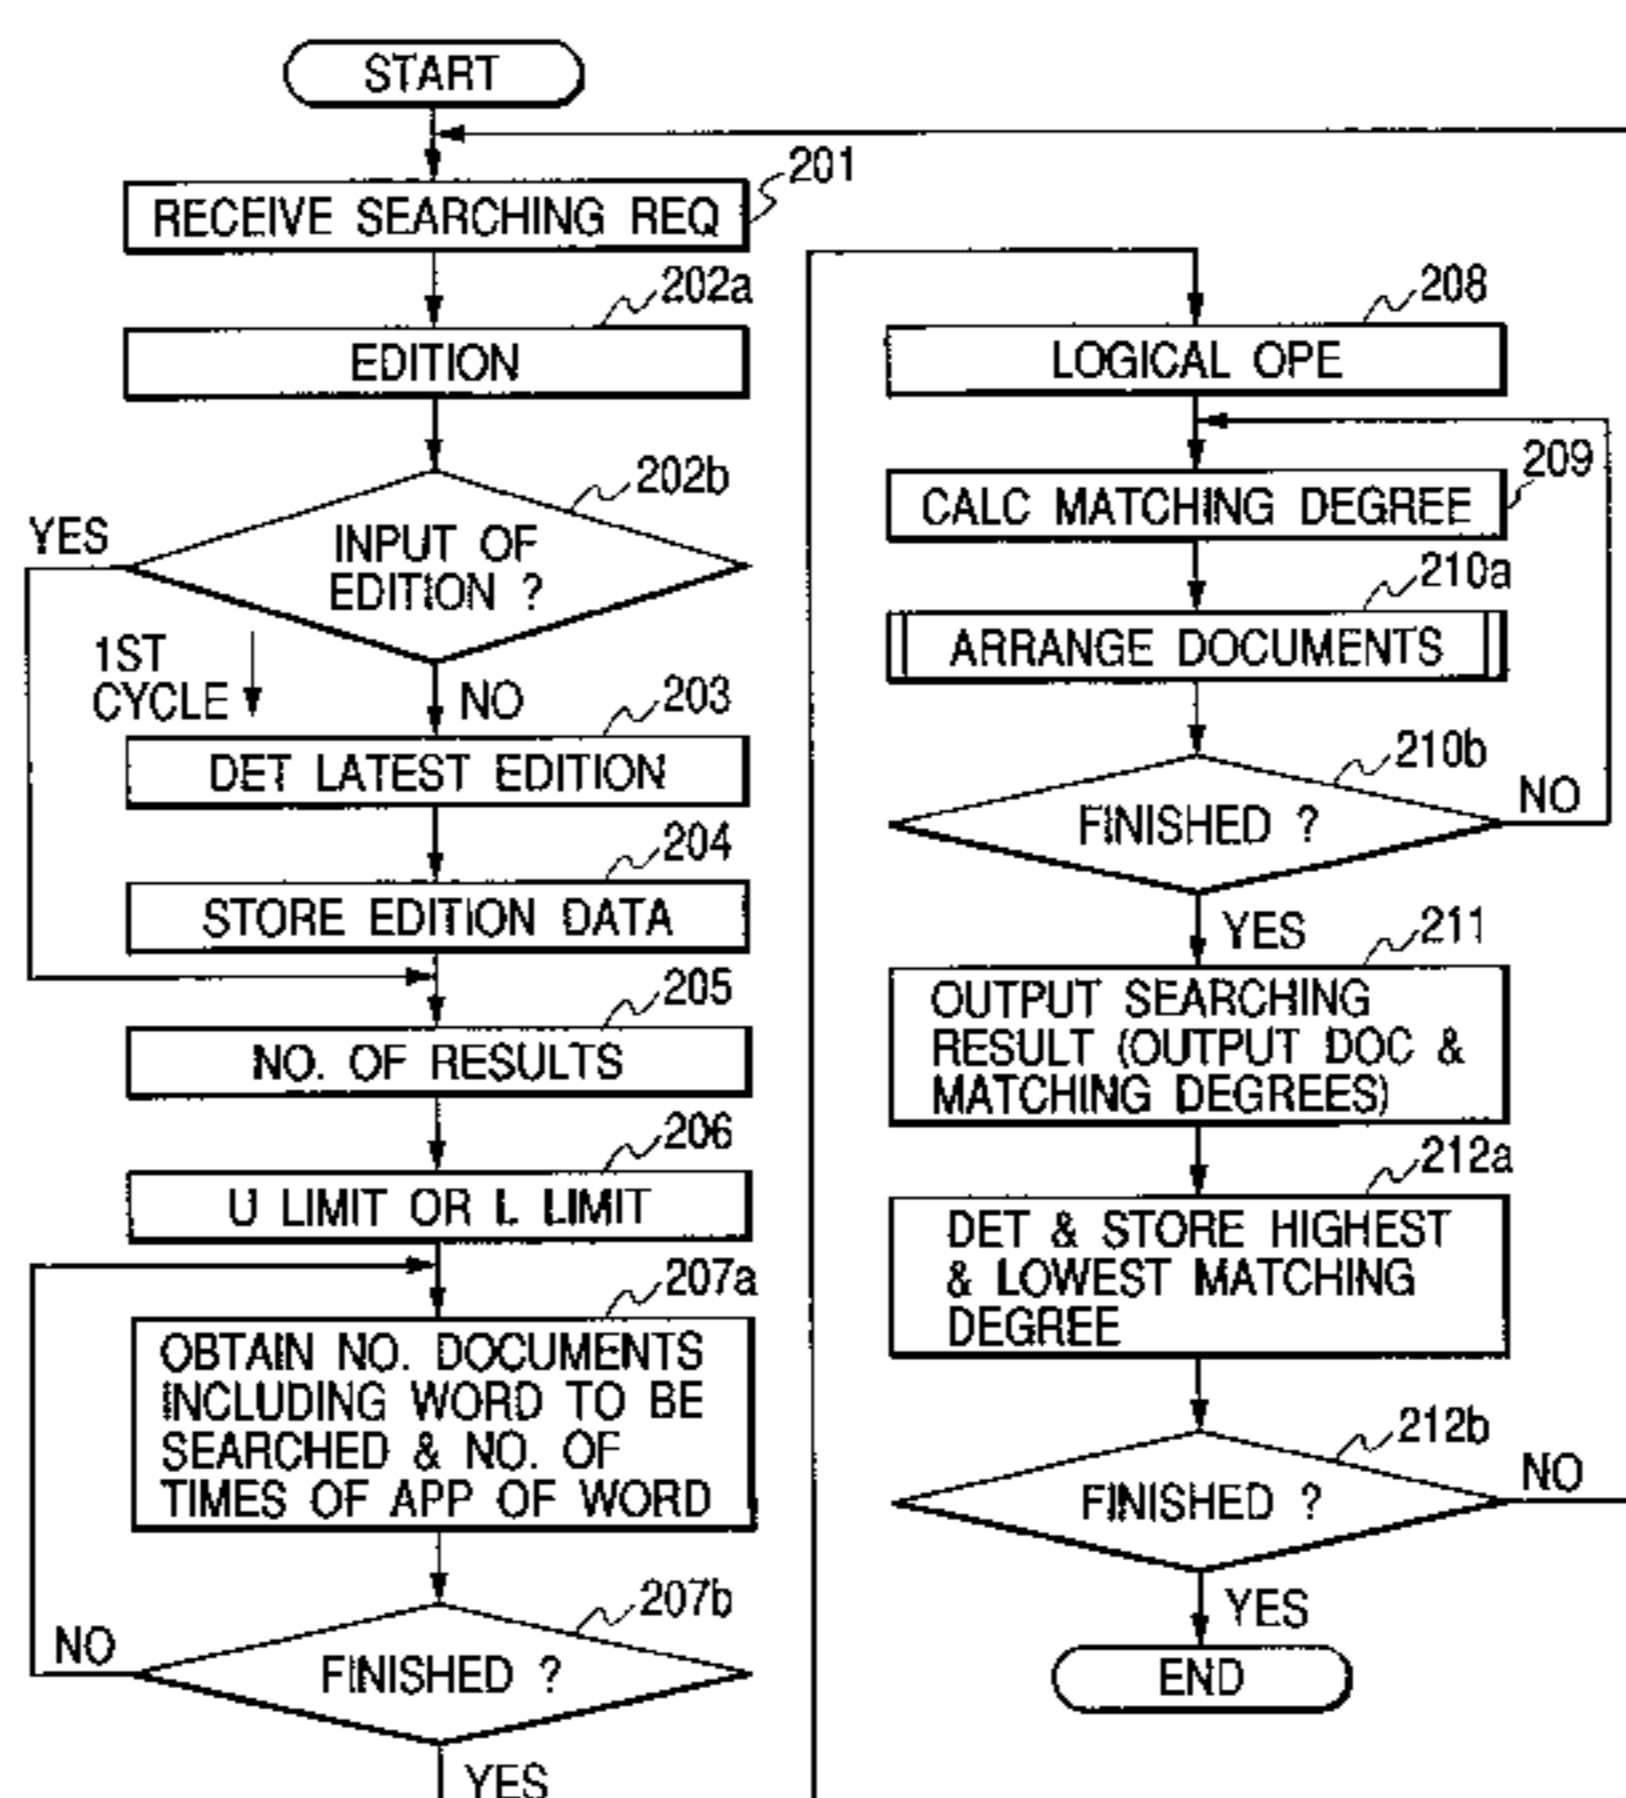 START
201
RECEIVE SEARCHING REQ
202a
EDITION
202b
YES
INPUT OF
EDITION ?
1ST
CYCLE
NO
203
DET LATEST EDITION
204
STORE EDITION DATA
205
NO. OF RESULTS
206
U LIMIT OR L LIMIT
207a
OBTAIN NO. DOCUMENTS
INCLUDING WORD TO BE
SEARCHED & NO. OF
TIMES OF APP OF WORD
207b
NO
FINISHED ?
YES
208
LOGICAL OPE
209
CALC MATCHING DEGREE
210a
ARRANGE DOCUMENTS
210b
NO
FINISHED ?
YES
211
OUTPUT SEARCHING
RESULT (OUTPUT DOC &
MATCHING DEGREES)
212a
DET & STORE HIGHEST
& LOWEST MATCHING
DEGREE
212b
NO
FINISHED ?
YES
END